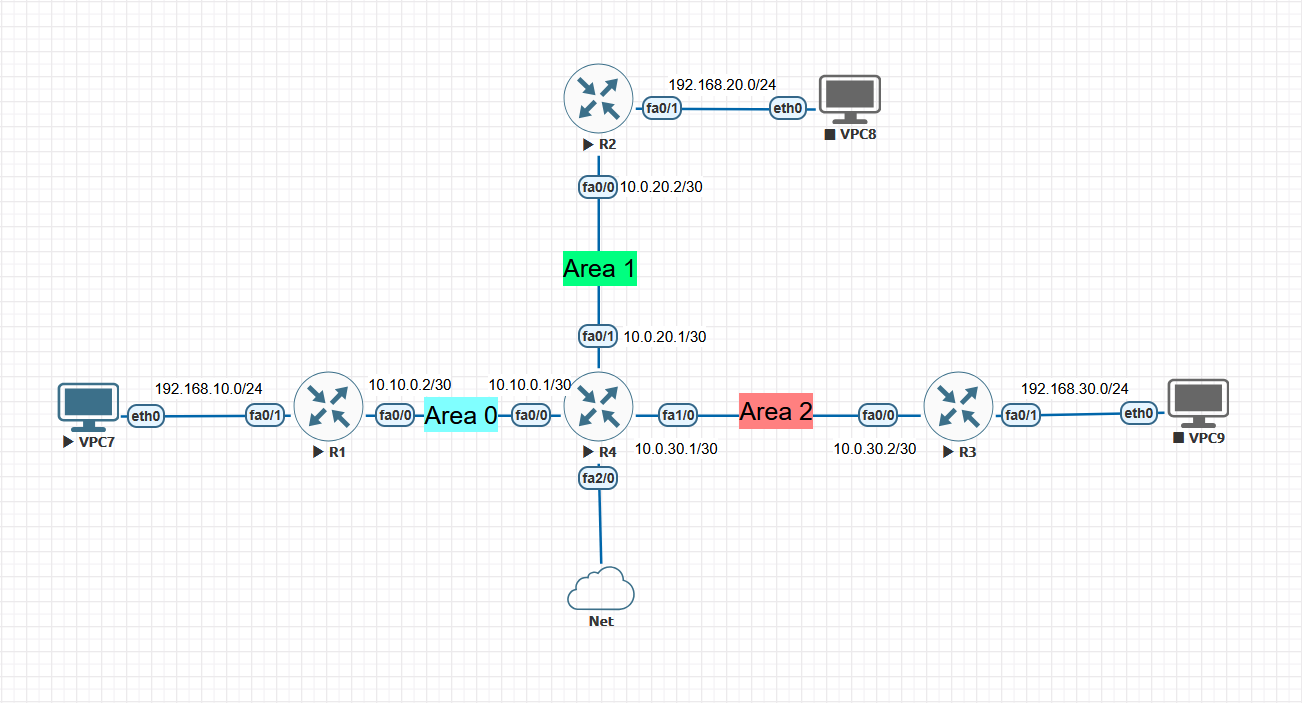 192.168.20.0/24
fa0/1
eth0
R2
VPC8
fa0/0
10.0.20.2/30
Area 1
fa0/1
10.0.20.1/30
192.168.10.0/24
10.10.0.2/30
10.10.0.1/30
192.168.30.0/24
eth0
fa0/1
fa0/0
Area 0
fa0/0
fa1/0
Area 2
fa0/0
fa0/1
eth0
VPC7
R1
R4
10.0.30.1/30
10.0.30.2/30
R3
VPC9
fa2/0
Net